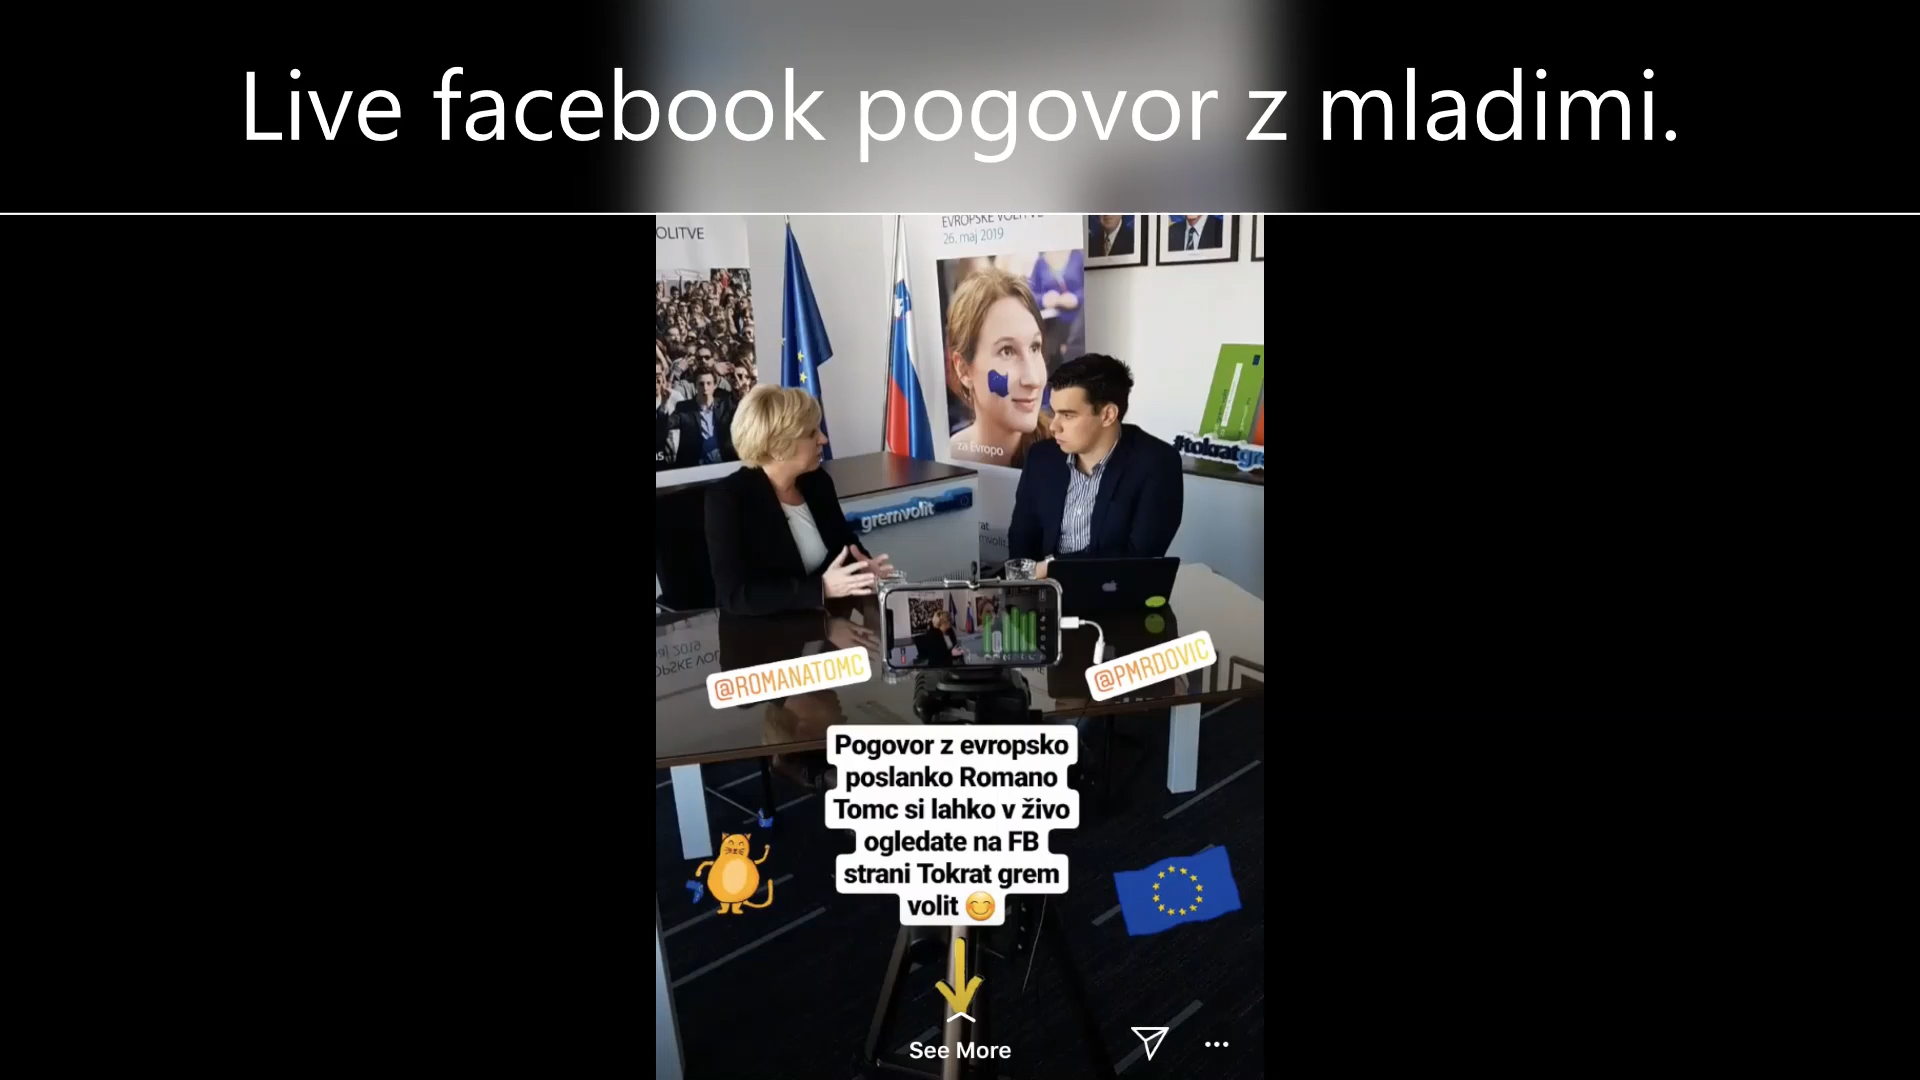 Live facebook pogovor z mladimi.
OLITVE
EVROPSKE VOLITVE
26. maj 2019
za Evropo
#tokratgre
gremvolit
@ROMANATOMC
@PMRDOVIC
Pogovor z evropsko
poslanko Romano
Tomc si lahko v živo
ogledate na FB
strani Tokrat grem
volit 😊
See More